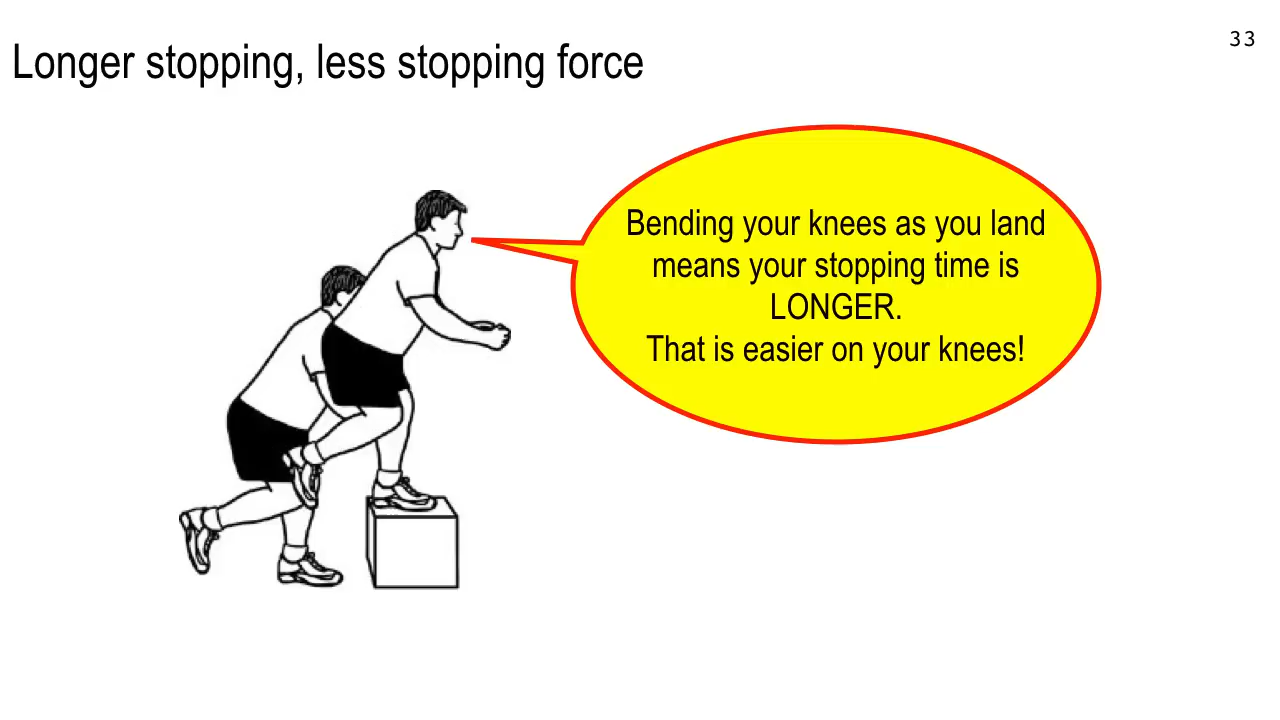 33
Longer stopping, less stopping force
Bending your knees as you land
means your stopping time is
LONGER.
That is easier on your knees!